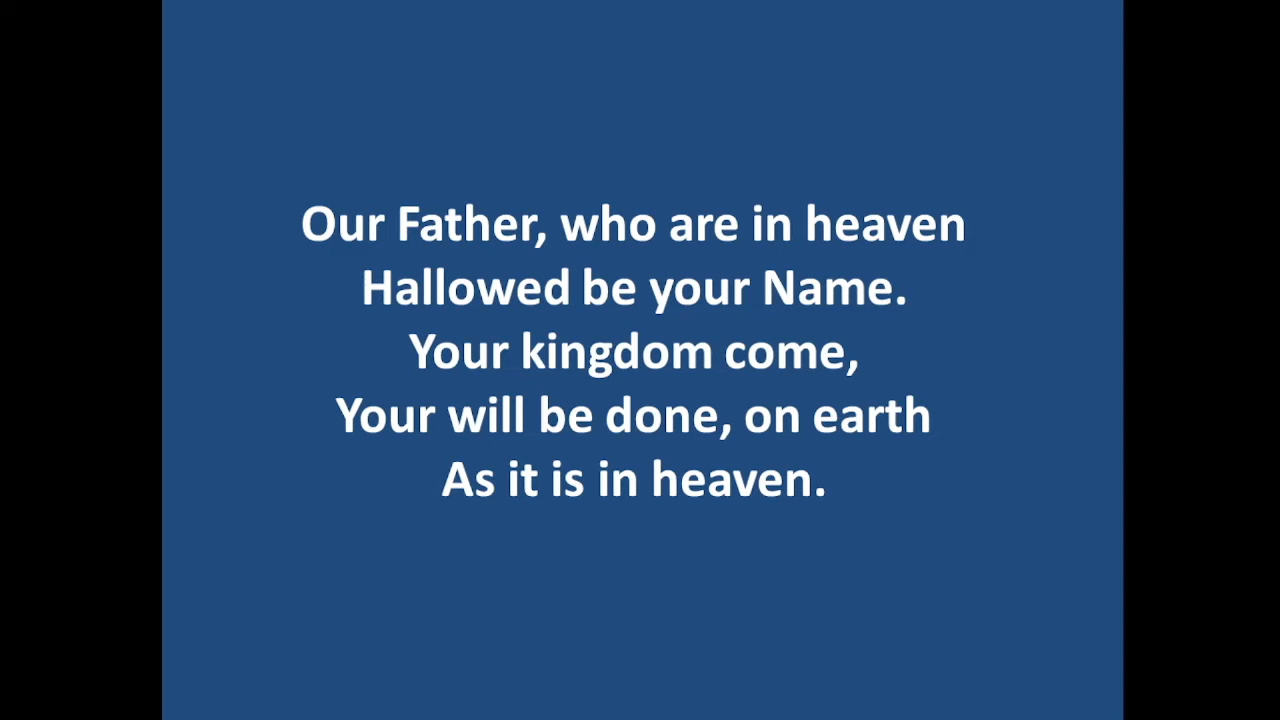 Our Father, who are in heaven
Hallowed be your Name.
Your kingdom come,
Your will be done, on earth
As it is in heaven.